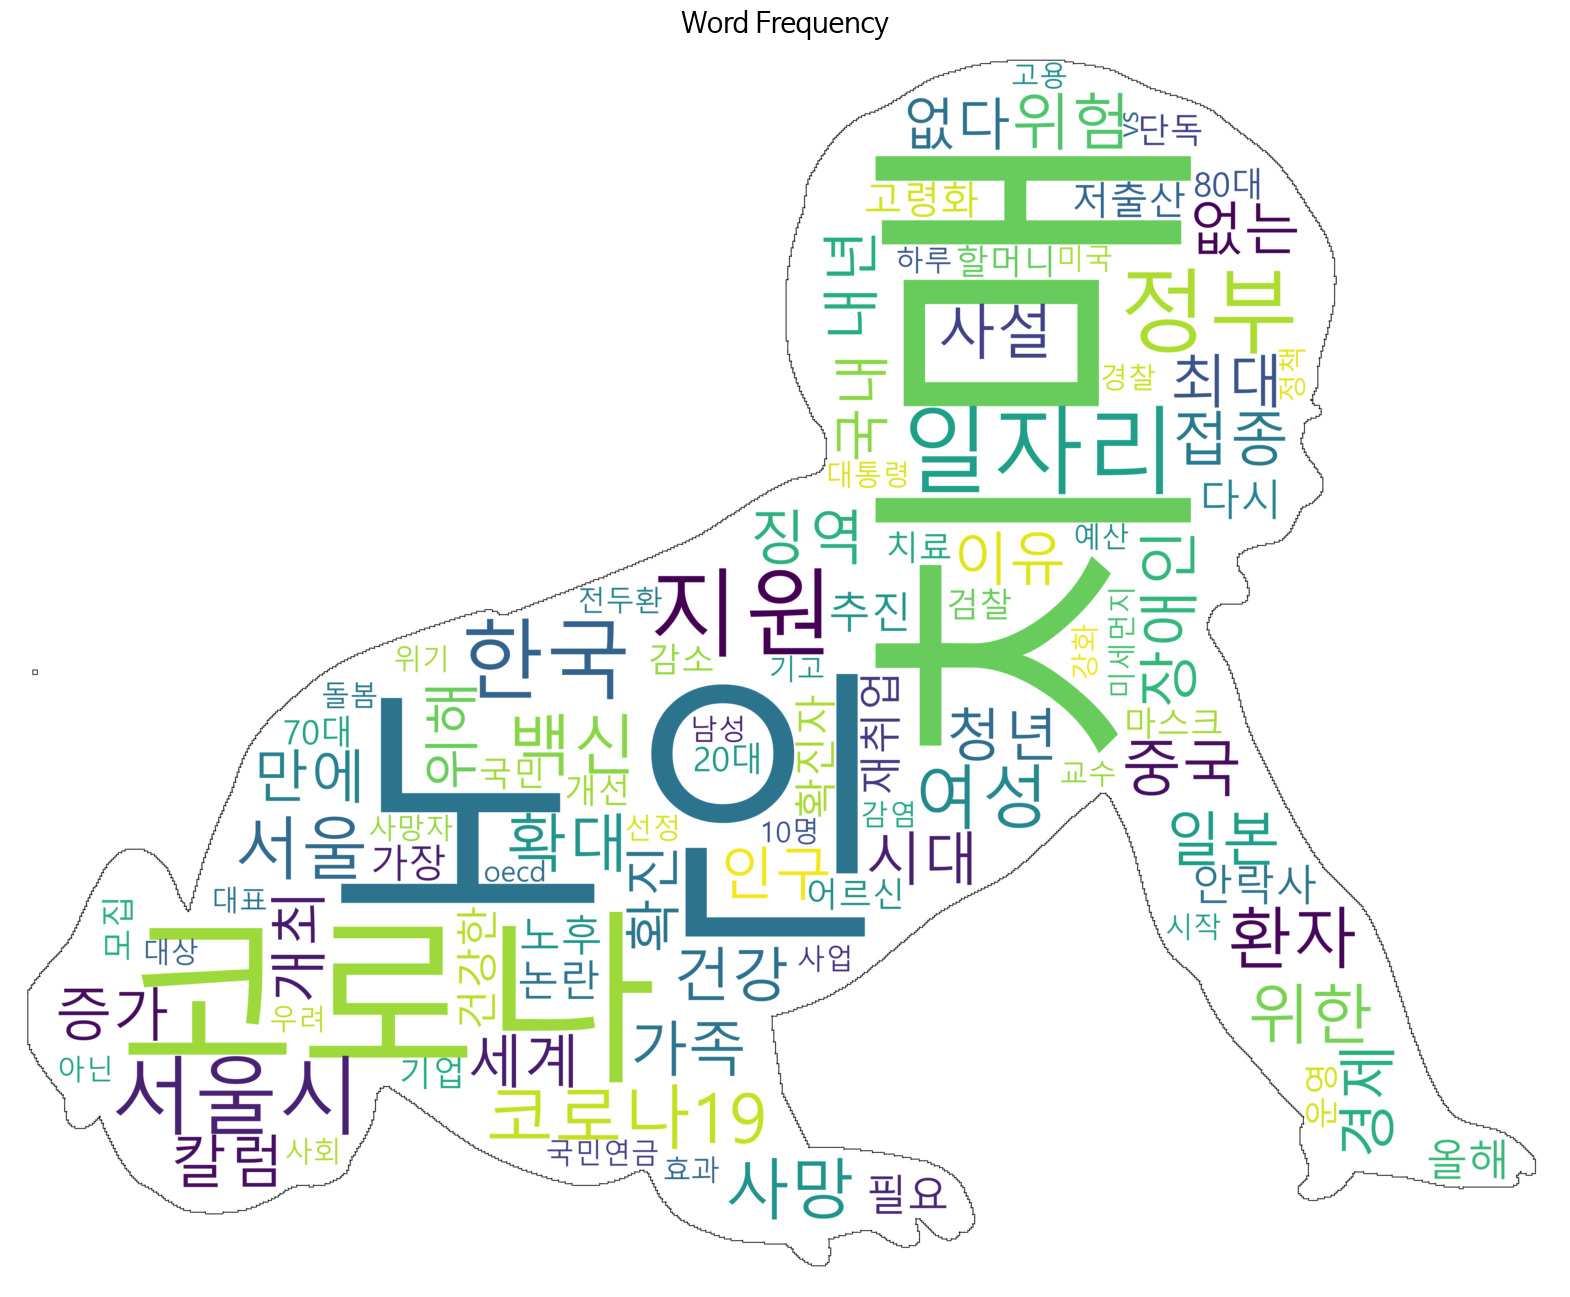 Word Frequency
고용
없다
위험
vs
단독
치매
고령화
저출산
80대
없는
하루
할머니
미국
내년
정부
사설
국내
경찰
최대
정책
일자리
접종
대통령
다시
징역
치료
이유
예산
장애인
전두환
지원
추진
검찰
미세먼지
강화
한국
위기
감소
기고
돌봄
위해
백신
노인
남성
20대
확진자
재취업
청년
마스크
70대
만에
국민
개선
여성
교수
중국
서울
사망자
가장
확대
선정
10명
감염
시대
일본
oecd
확진
인구
어르신
안락사
모집
대표
대상
개최
코로나
건강한
노후
논란
건강
사업
시작
환자
증가
우려
세계
가족
위한
아닌
서울시
기업
코로나19
운영
경제
칼럼
사회
국민연금
효과
사망
필요
올해